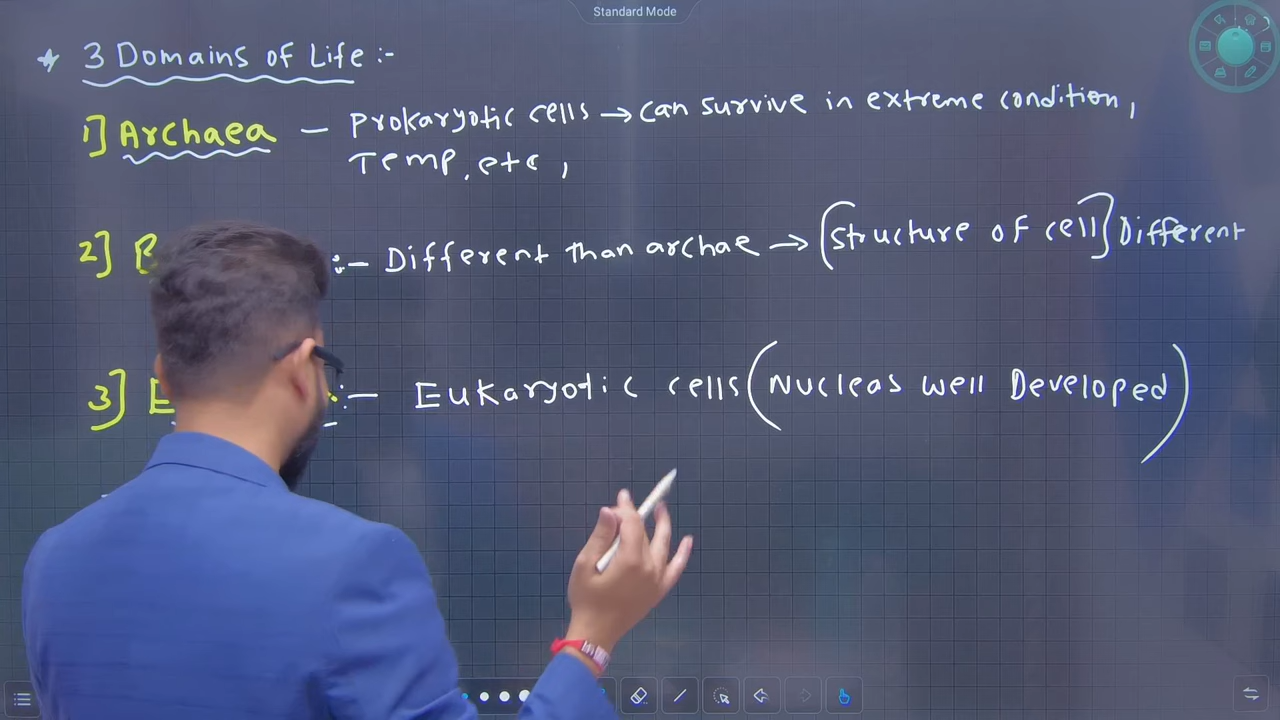 Standard Mode
* 3 Domains of Life :-
1] Archaea — Prokaryotic cells → can survive in extreme condition,
Temp. etc,
2] :- Different than archae → [structure of cell] Different
3] :- Eukaryotic cells (Nucleas well Developed)